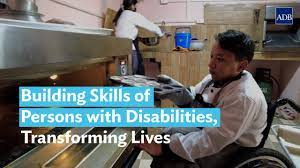 ADB
Building Skills of
Persons with Disabilities,
Transforming Lives